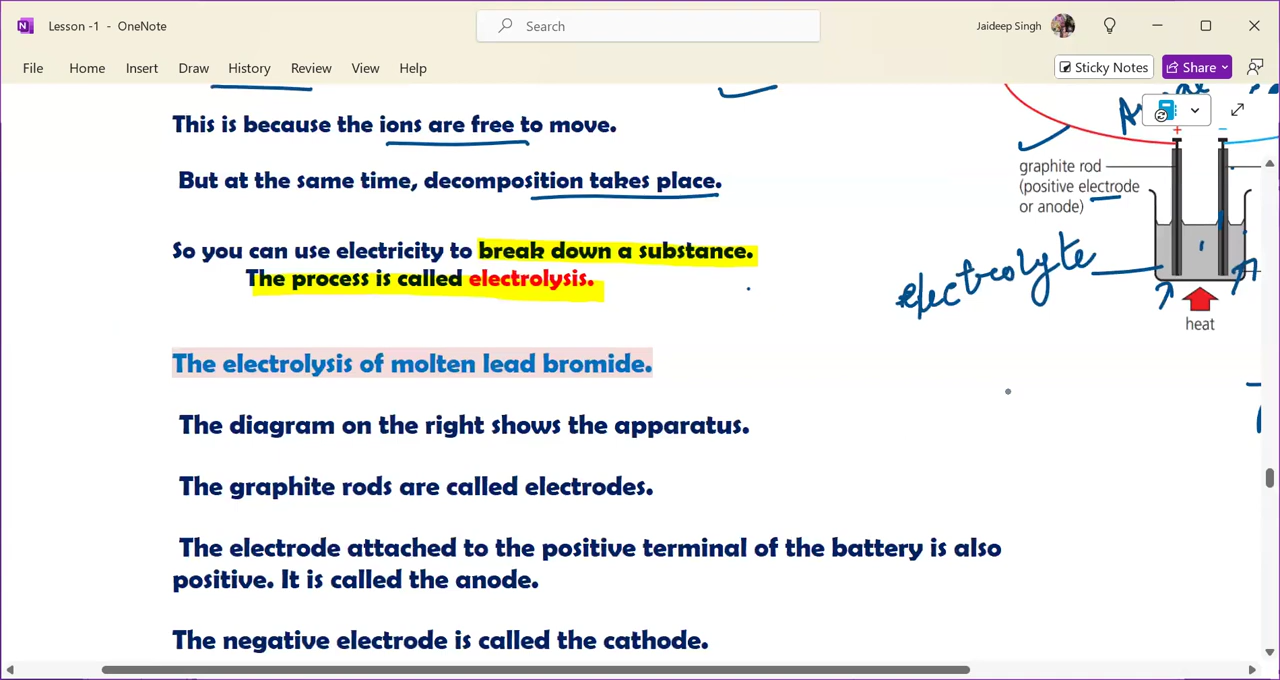 Lesson -1 - OneNote
Search
Jaideep Singh
File Home Insert Draw History Review View Help
Sticky Notes
Share
This is because the ions are free to move.
But at the same time, decomposition takes place.
So you can use electricity to break down a substance.
The process is called electrolysis.
The electrolysis of molten lead bromide.
The diagram on the right shows the apparatus.
The graphite rods are called electrodes.
The electrode attached to the positive terminal of the battery is also
positive. It is called the anode.
The negative electrode is called the cathode.
+ −
graphite rod
(positive electrode
or anode)
electrolyte
heat